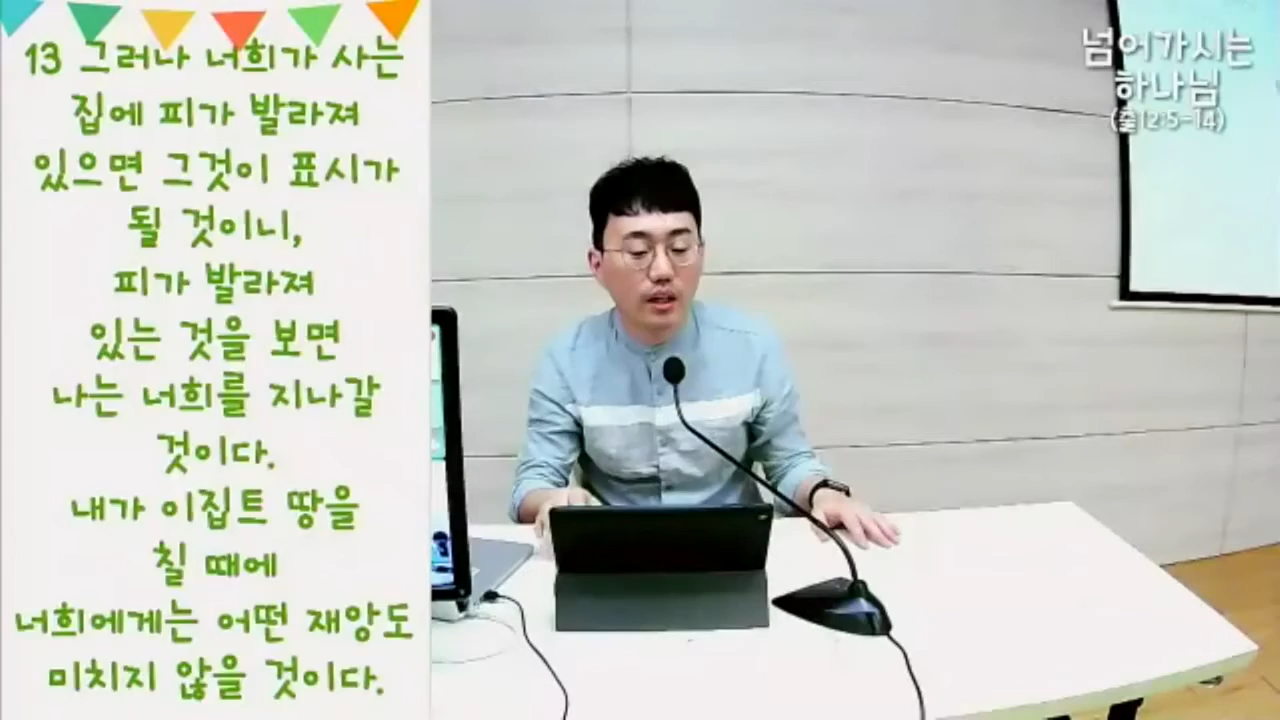 13 그러나 너희가 사는
집에 피가 발라져
있으면 그것이 표시가
될 것이니,
피가 발라져
있는 것을 보면
나는 너희를 지나갈
것이다.
내가 이집트 땅을
칠 때에
너희에게는 어떤 재앙도
미치지 않을 것이다.
넘어가시는
하나님
(출12:5-14)